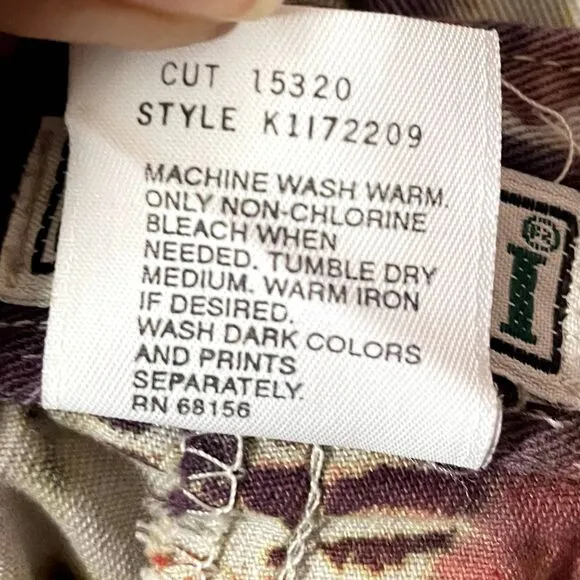 CUT 15320
STYLE K1172209
MACHINE WASH WARM.
ONLY NON-CHLORINE
BLEACH WHEN
NEEDED. TUMBLE DRY
MEDIUM. WARM IRON
IF DESIRED.
WASH DARK COLORS
AND PRINTS
SEPARATELY.
RN 68156